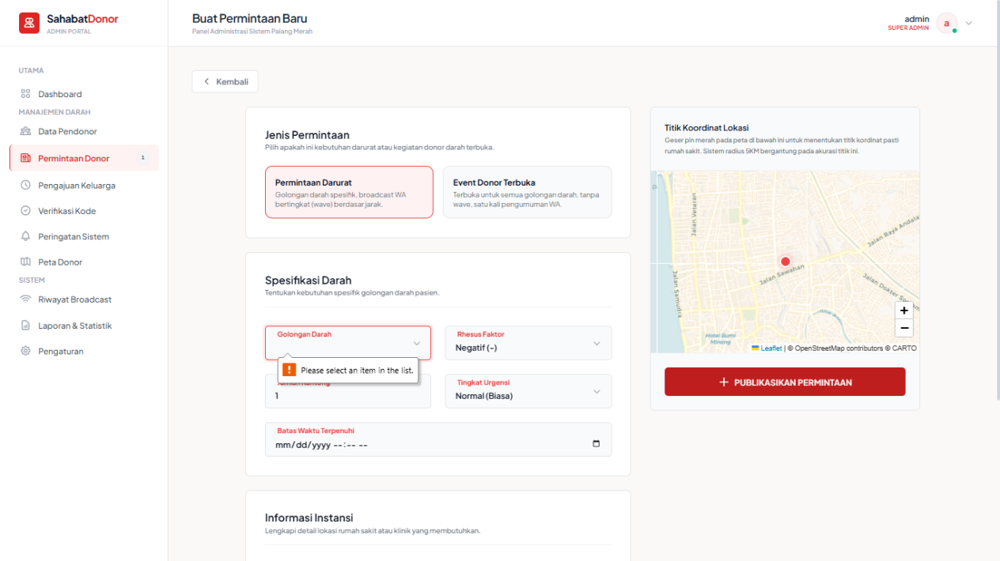 SahabatDonor
ADMIN PORTAL
UTAMA
Dashboard
MANAJEMEN DARAH
Data Pendonor
Permintaan Donor 1
Pengajuan Keluarga
Verifikasi Kode
Peringatan Sistem
Peta Donor
SISTEM
Riwayat Broadcast
Laporan & Statistik
Pengaturan
Buat Permintaan Baru
Panel Administrasi Sistem Palang Merah
admin
SUPER ADMIN
a
Kembali
Jenis Permintaan
Pilih apakah ini kebutuhan darurat atau kegiatan donor darah terbuka.
Permintaan Darurat
Golongan darah spesifik, broadcast WA
bertingkat (wave) berdasar jarak.
Event Donor Terbuka
Terbuka untuk semua golongan darah, tanpa
wave, satu kali pengumuman WA.
Spesifikasi Darah
Tentukan kebutuhan spesifik golongan darah pasien.
Golongan Darah
Rhesus Faktor
Negatif (-)
Please select an item in the list.
1
Tingkat Urgensi
Normal (Biasa)
Batas Waktu Terpenuhi
mm/dd/yyyy --:-- --
Informasi Instansi
Lengkapi detail lokasi rumah sakit atau klinik yang membutuhkan.
Titik Koordinat Lokasi
Geser pin merah pada peta di bawah ini untuk menentukan titik kordinat pasti
rumah sakit. Sistem radius 5KM bergantung pada akurasi titik ini.
Jalan Veteran
Jalan Raya Andala
Jalan Sawahan
Jalan Samudra
Jalan Dokter
Hotel Bumi
Minang
+
−
Leaflet | © OpenStreetMap contributors © CARTO
+ PUBLIKASIKAN PERMINTAAN